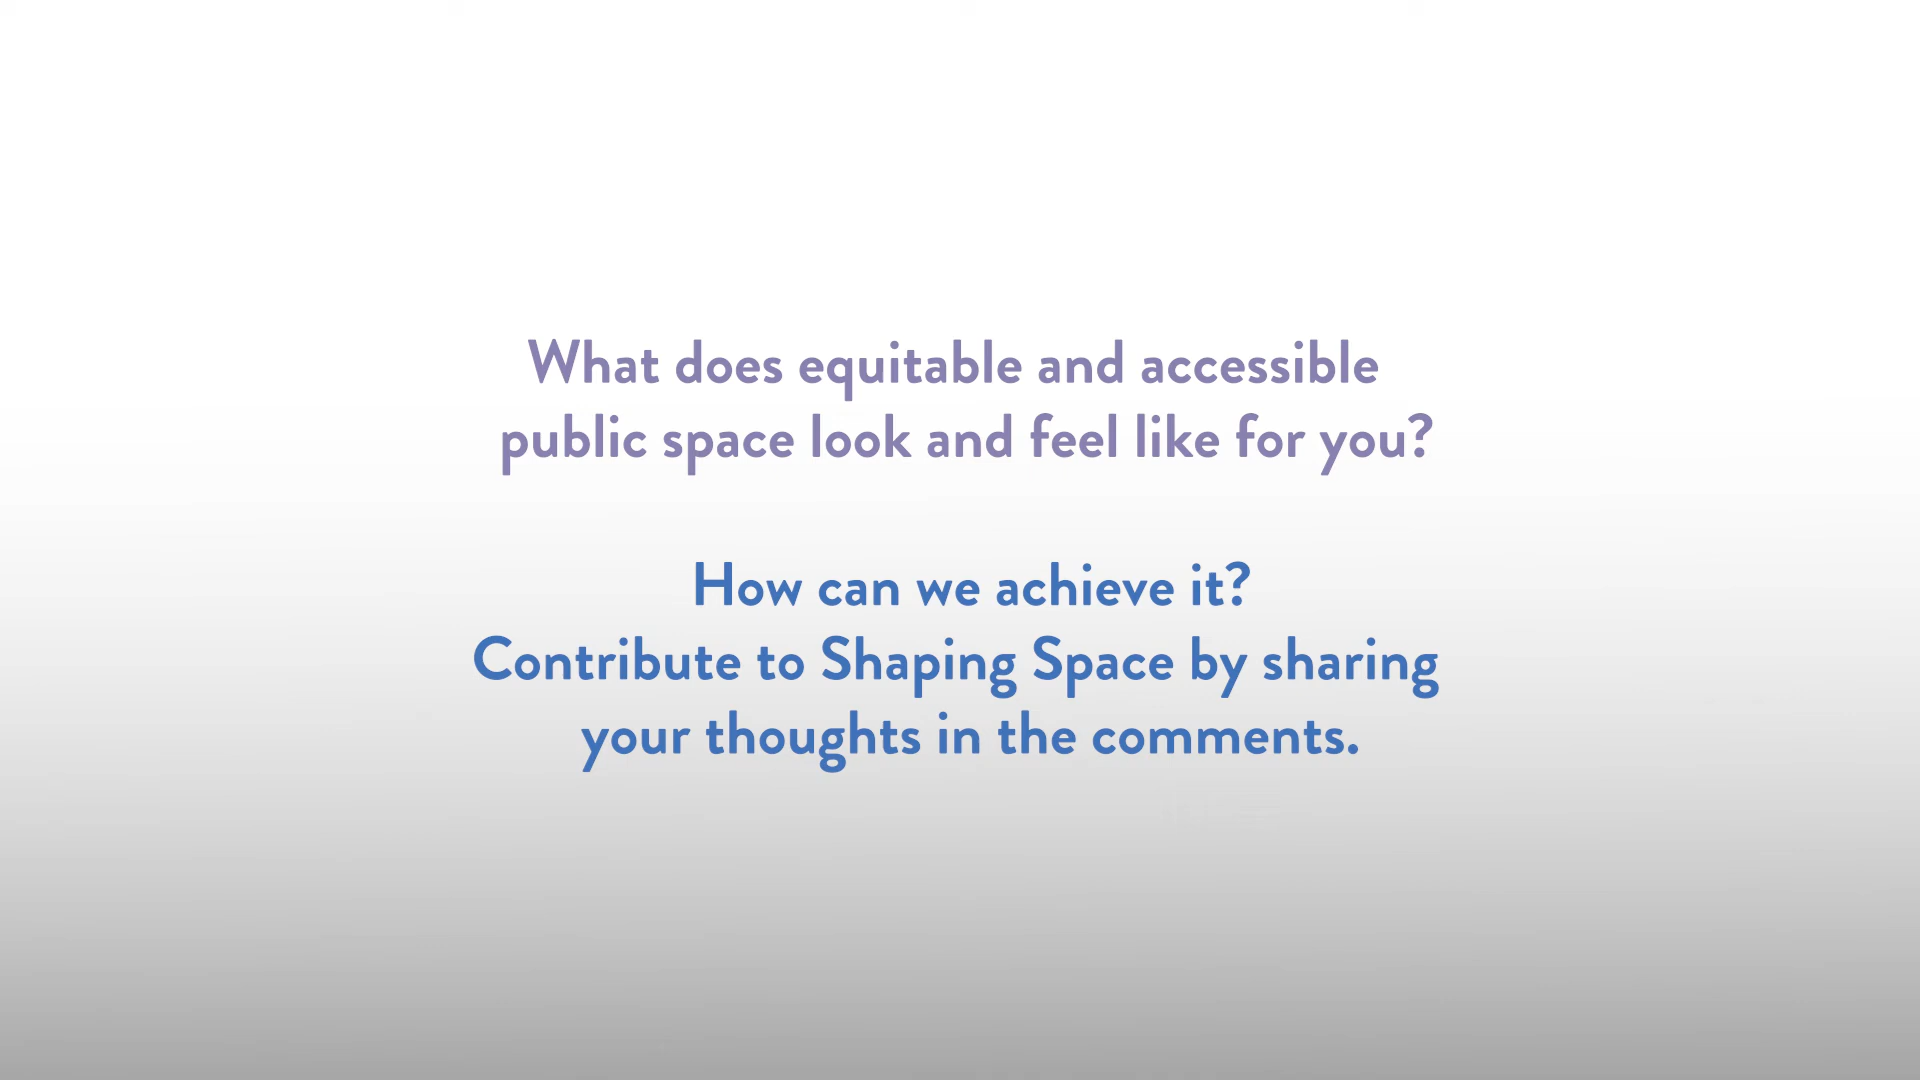 What does equitable and accessible
public space look and feel like for you?
How can we achieve it?
Contribute to Shaping Space by sharing
your thoughts in the comments.